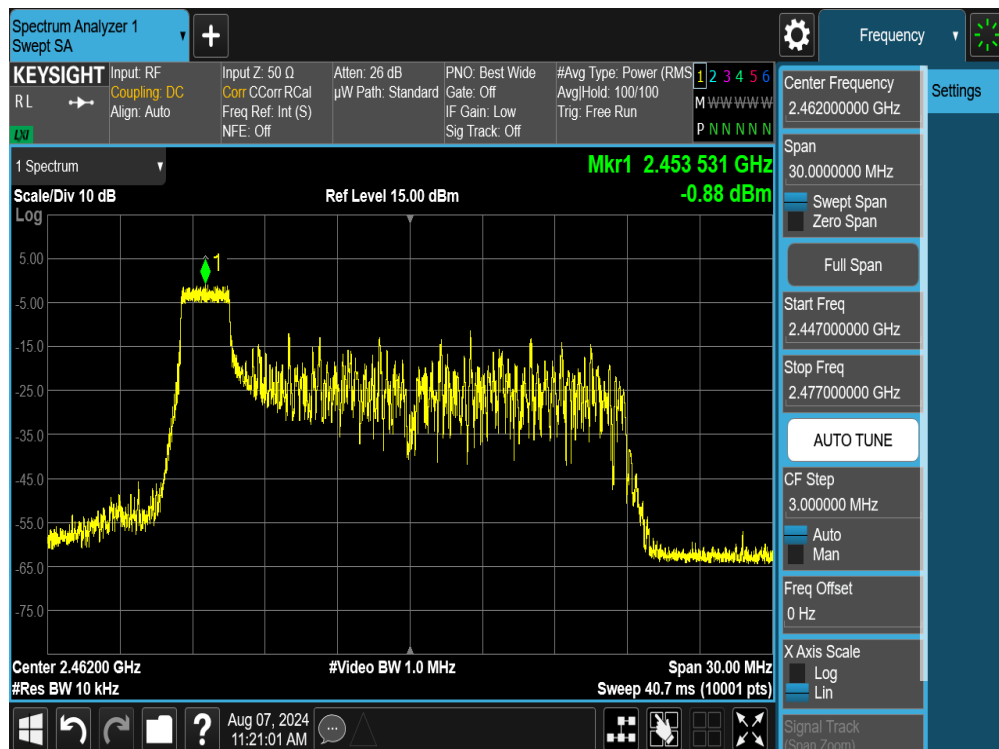 Spectrum Analyzer 1
Swept SA
+
Frequency
KEYSIGHT
RL
LXI
Input: RF
Coupling: DC
Align: Auto
Input Z: 50 Ω
Corr CCorr RCal
Freq Ref: Int (S)
NFE: Off
Atten: 26 dB
µW Path: Standard
PNO: Best Wide
Gate: Off
IF Gain: Low
Sig Track: Off
#Avg Type: Power (RMS
Avg|Hold: 100/100
Trig: Free Run
1 2 3 4 5 6
M W W W W W
P N N N N N
1 Spectrum
Mkr1 2.453 531 GHz
-0.88 dBm
Scale/Div 10 dB
Ref Level 15.00 dBm
Log
1
5.00
-5.00
-15.0
-25.0
-35.0
-45.0
-55.0
-65.0
-75.0
Center 2.46200 GHz
#Video BW 1.0 MHz
Span 30.00 MHz
#Res BW 10 kHz
Sweep 40.7 ms (10001 pts)
Settings
Center Frequency
2.462000000 GHz
Span
30.0000000 MHz
Swept Span
Zero Span
Full Span
Start Freq
2.447000000 GHz
Stop Freq
2.477000000 GHz
AUTO TUNE
CF Step
3.000000 MHz
Auto
Man
Freq Offset
0 Hz
X Axis Scale
Log
Lin
Signal Track
(Span Zoom)
?
Aug 07, 2024
11:21:01 AM